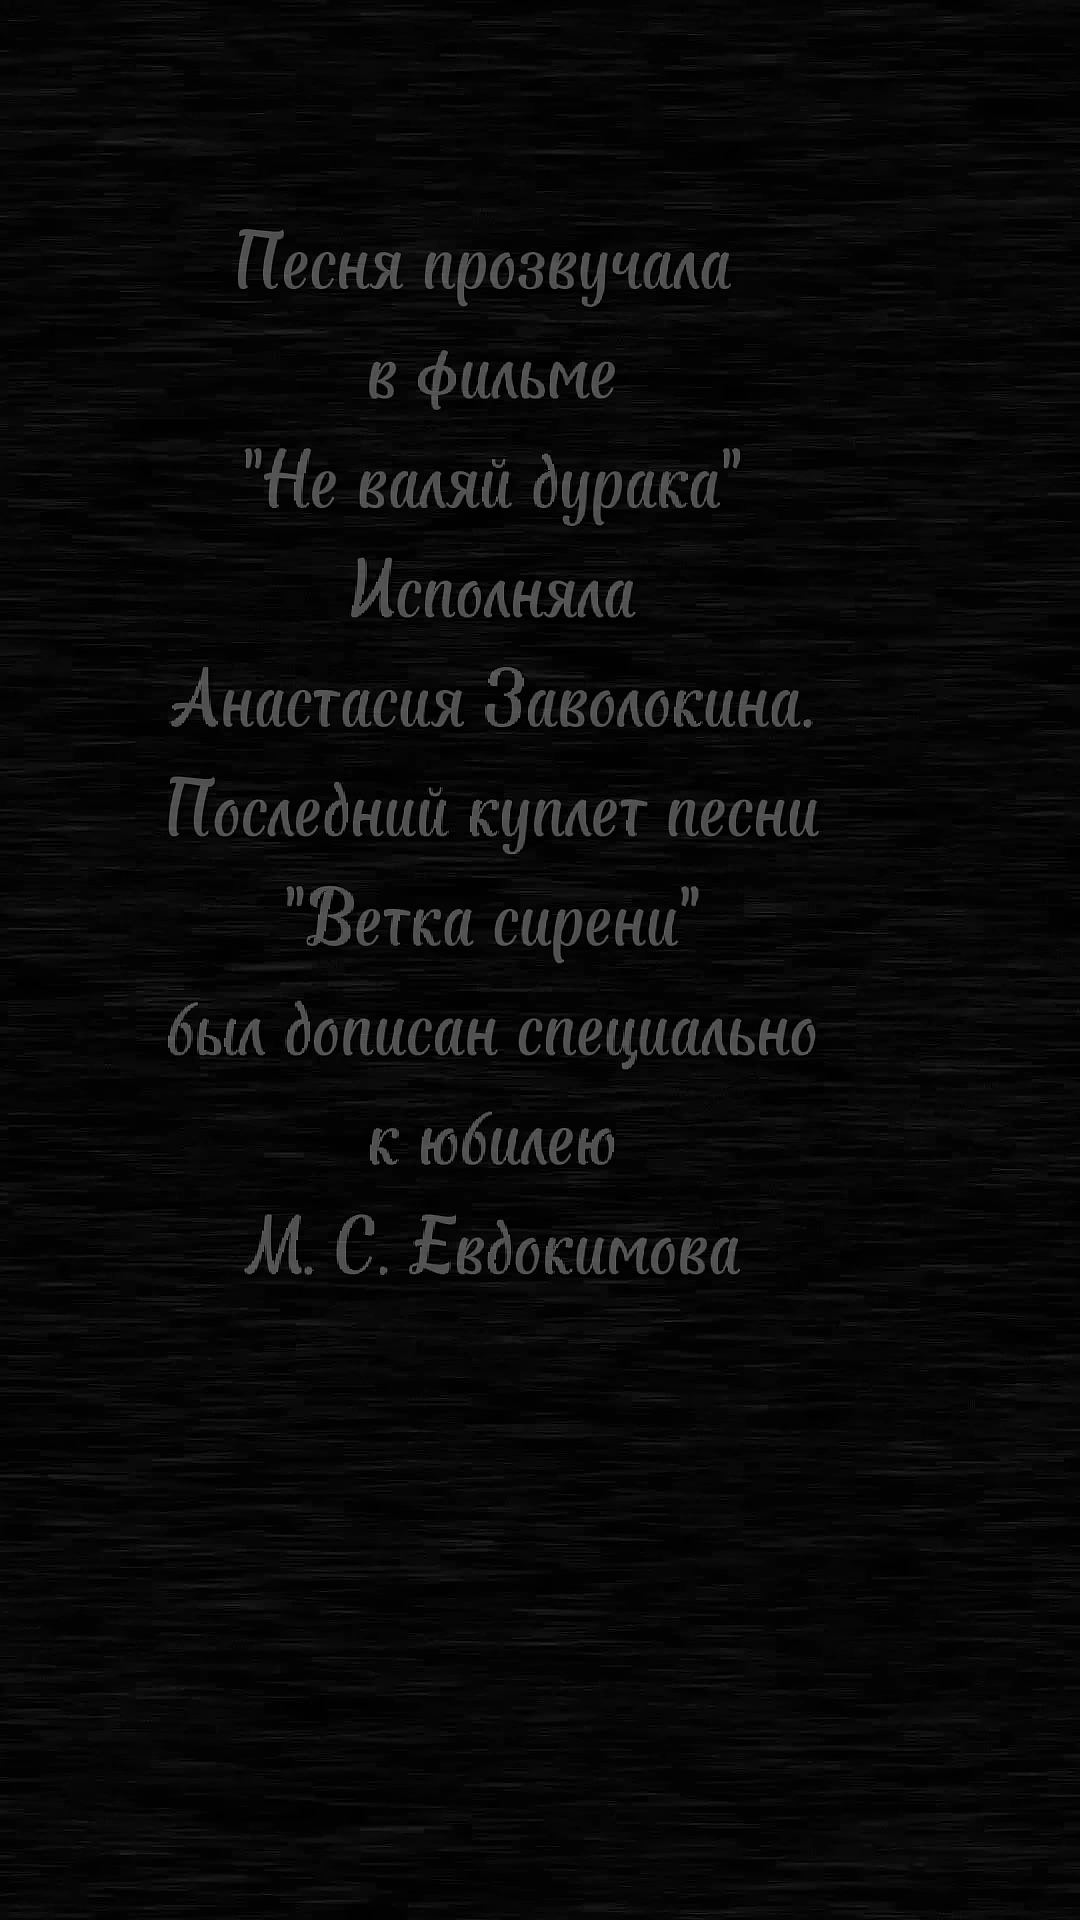 Песня прозвучала
в фильме
"Не валяй дурака"
Исполняла
Анастасия Заволокина.
Последний куплет песни
"Ветка сирени"
был дописан специально
к юбилею
М. С. Евдокимова